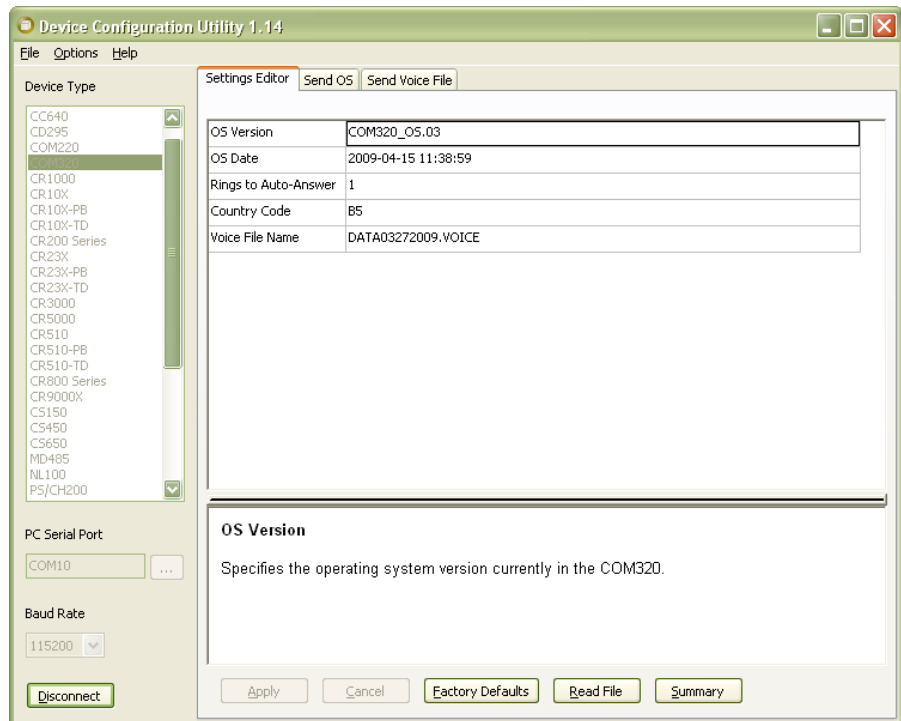 Device Configuration Utility 1.14
File Options Help
Device Type
CC640
CD295
COM220
COM320
CR1000
CR10X
CR10X-PB
CR10X-TD
CR200 Series
CR23X
CR23X-PB
CR23X-TD
CR3000
CR5000
CR510
CR510-PB
CR510-TD
CR800 Series
CR9000X
CS150
CS450
CS650
MD485
NL100
PS/CH200
PC Serial Port
COM10 ...
Baud Rate
115200
Disconnect
Settings Editor Send OS Send Voice File
OS Version COM320_OS.03
OS Date 2009-04-15 11:38:59
Rings to Auto-Answer 1
Country Code B5
Voice File Name DATA03272009.VOICE
OS Version
Specifies the operating system version currently in the COM320.
Apply Cancel Factory Defaults Read File Summary